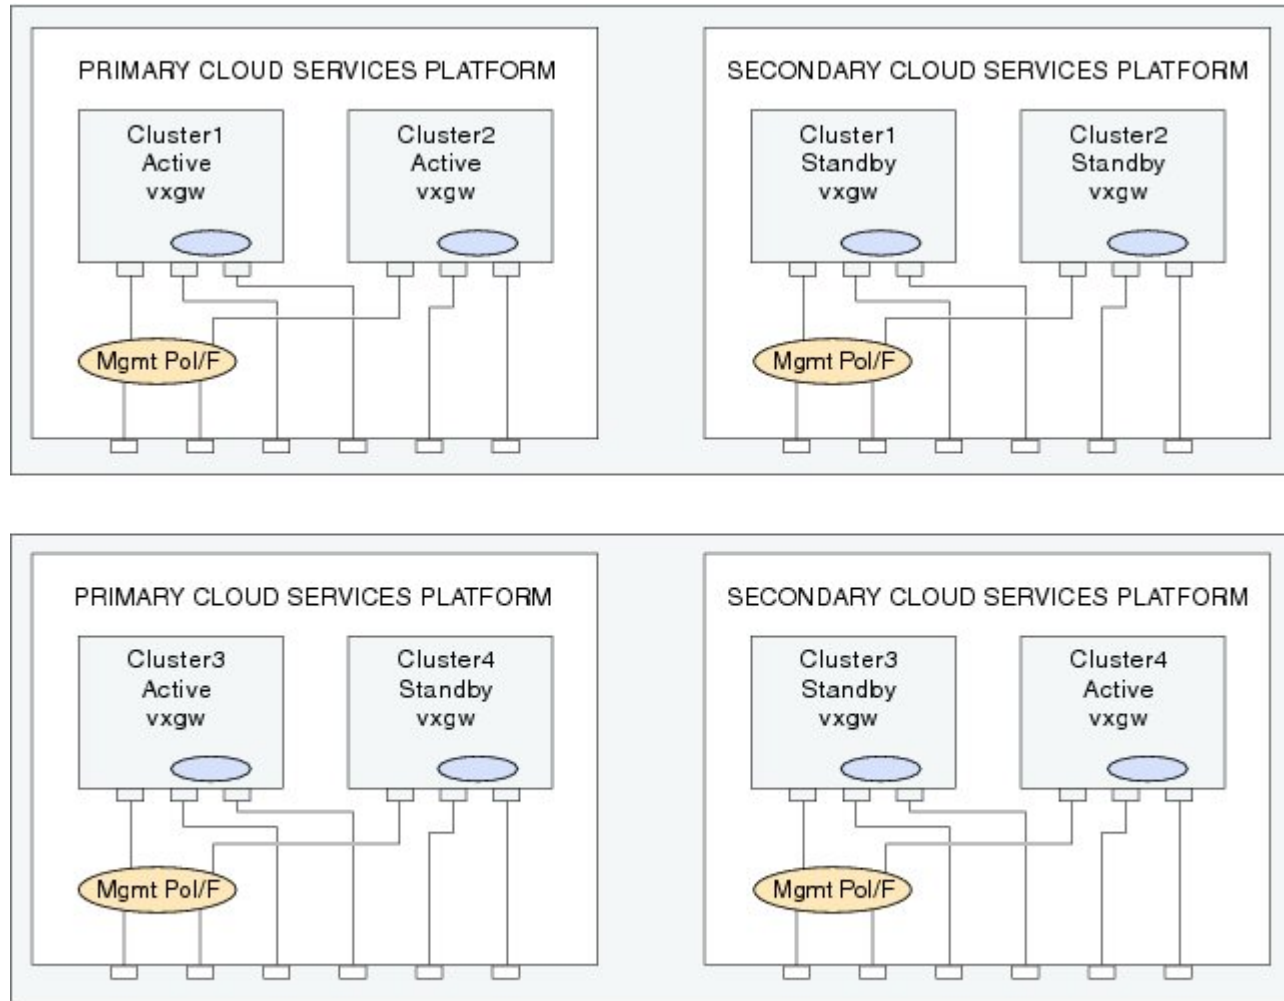 PRIMARY CLOUD SERVICES PLATFORM
Cluster1
Active
vxgw
Cluster2
Active
vxgw
Mgmt Pol/F
SECONDARY CLOUD SERVICES PLATFORM
Cluster1
Standby
vxgw
Cluster2
Standby
vxgw
Mgmt Pol/F
PRIMARY CLOUD SERVICES PLATFORM
Cluster3
Active
vxgw
Cluster4
Standby
vxgw
Mgmt Pol/F
SECONDARY CLOUD SERVICES PLATFORM
Cluster3
Standby
vxgw
Cluster4
Active
vxgw
Mgmt Pol/F